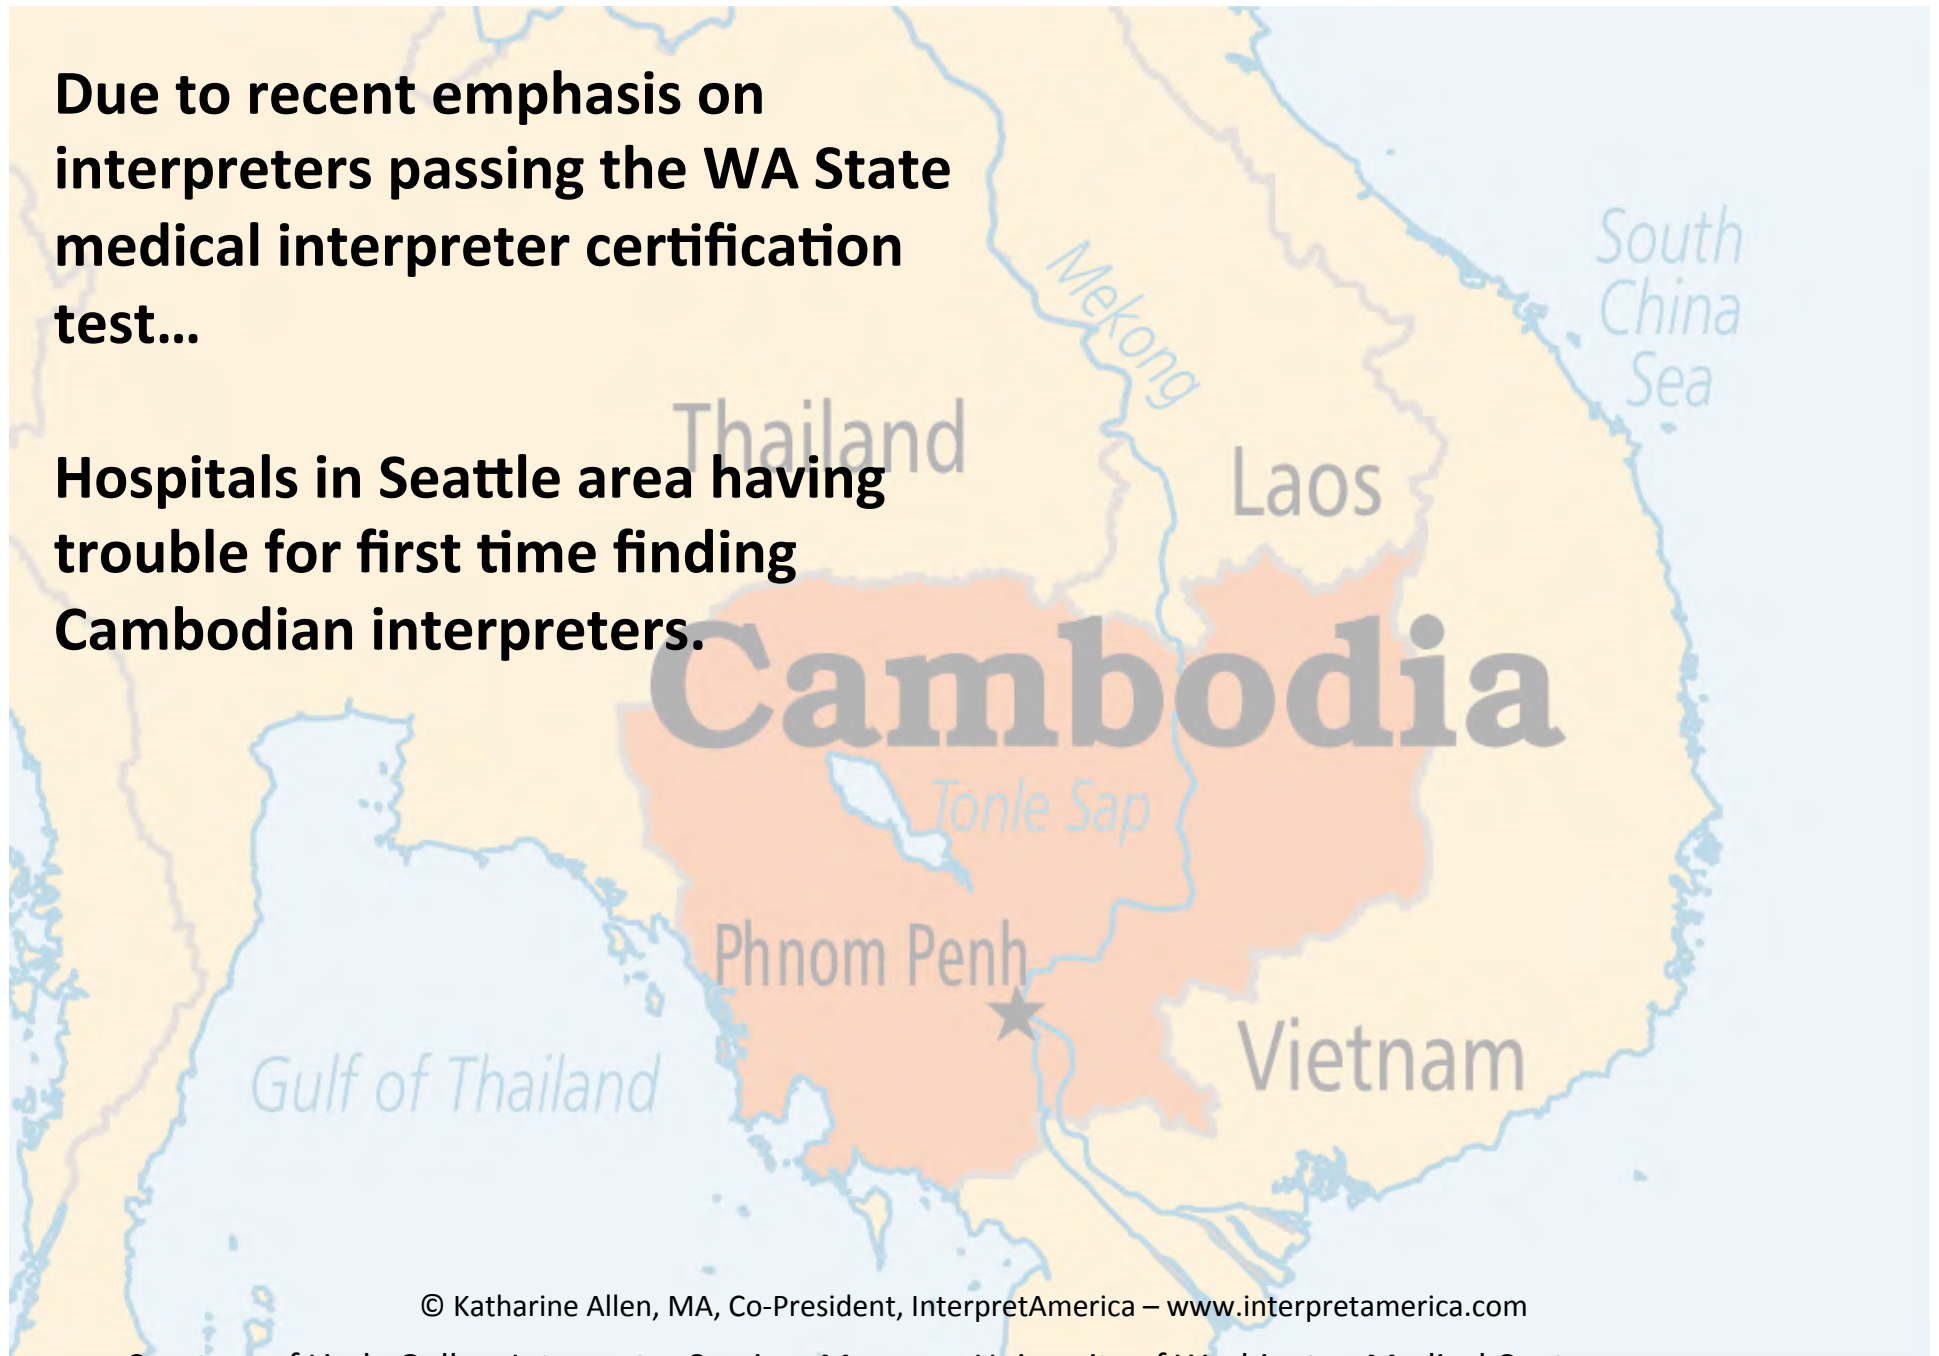 Due to recent emphasis on
interpreters passing the WA State
medical interpreter certification
test…
Hospitals in Seattle area having
trouble for first time finding
Cambodian interpreters.
South
China
Sea
Mekong
Thailand
Laos
Cambodia
Tonle Sap
Phnom Penh
Vietnam
Gulf of Thailand
© Katharine Allen, MA, Co-President, InterpretAmerica – www.interpretamerica.com